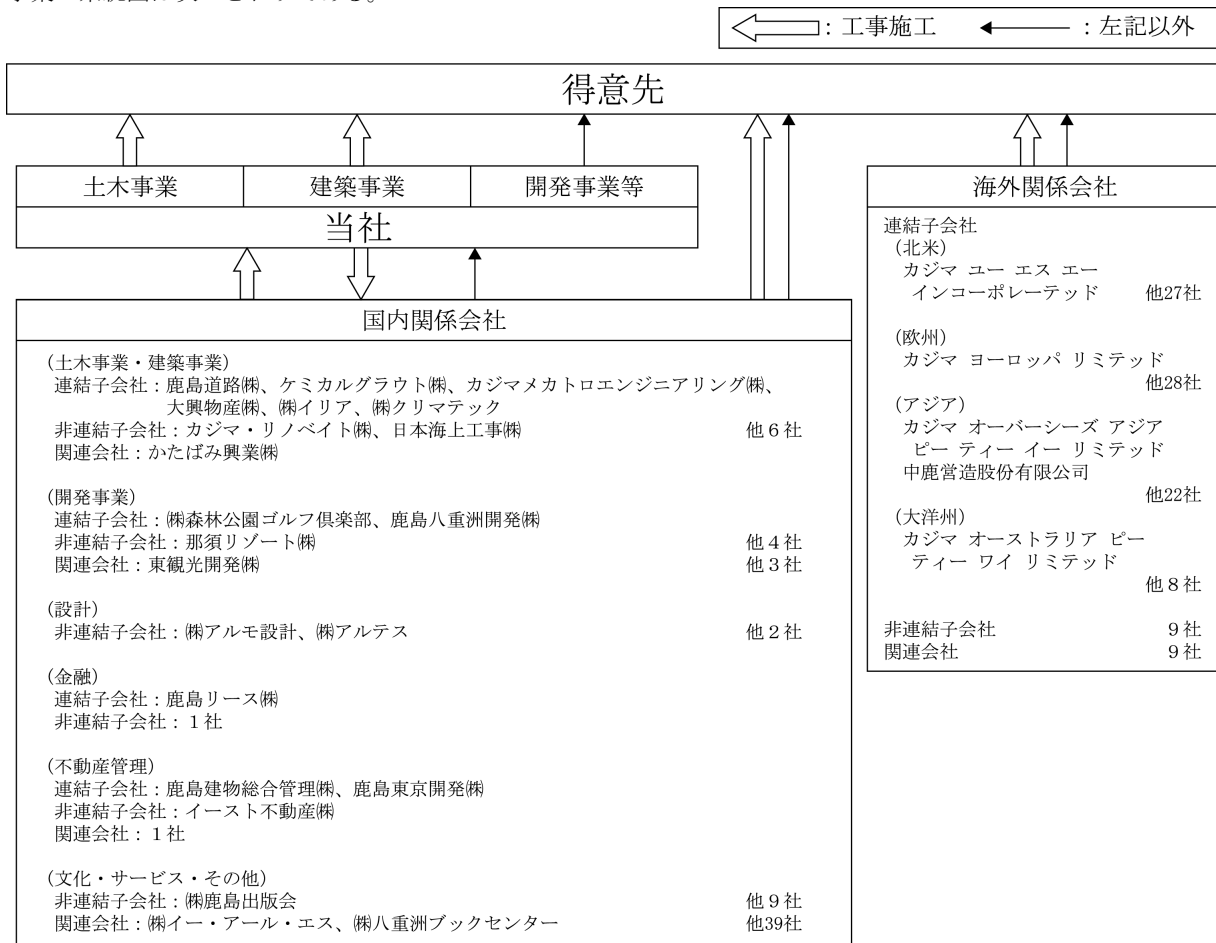 ：工事施工　：左記以外
得意先
土木事業　建築事業　開発事業等
当社
国内関係会社
（土木事業・建築事業）
連結子会社：鹿島道路㈱、ケミカルグラウト㈱、カジマメカトロエンジニアリング㈱、
大興物産㈱、㈱イリア、㈱クリマテック
非連結子会社：カジマ・リノベイト㈱、日本海上工事㈱　他６社
関連会社：かたばみ興業㈱
（開発事業）
連結子会社：㈱森林公園ゴルフ倶楽部、鹿島八重洲開発㈱
非連結子会社：那須リゾート㈱　他４社
関連会社：東観光開発㈱　他３社
（設計）
非連結子会社：㈱アルモ設計、㈱アルテス　他２社
（金融）
連結子会社：鹿島リース㈱
非連結子会社：１社
（不動産管理）
連結子会社：鹿島建物総合管理㈱、鹿島東京開発㈱
非連結子会社：イースト不動産㈱
関連会社：１社
（文化・サービス・その他）
非連結子会社：㈱鹿島出版会　他９社
関連会社：㈱イー・アール・エス、㈱八重洲ブックセンター　他39社
海外関係会社
連結子会社
（北米）
カジマ ユー エス エー
インコーポレーテッド　他27社
（欧州）
カジマ ヨーロッパ リミテッド
他28社
（アジア）
カジマ オーバーシーズ アジア
ピー ティー イー リミテッド
中鹿営造股份有限公司
他22社
（大洋州）
カジマ オーストラリア ピー
ティー ワイ リミテッド
他８社
非連結子会社　９社
関連会社　９社